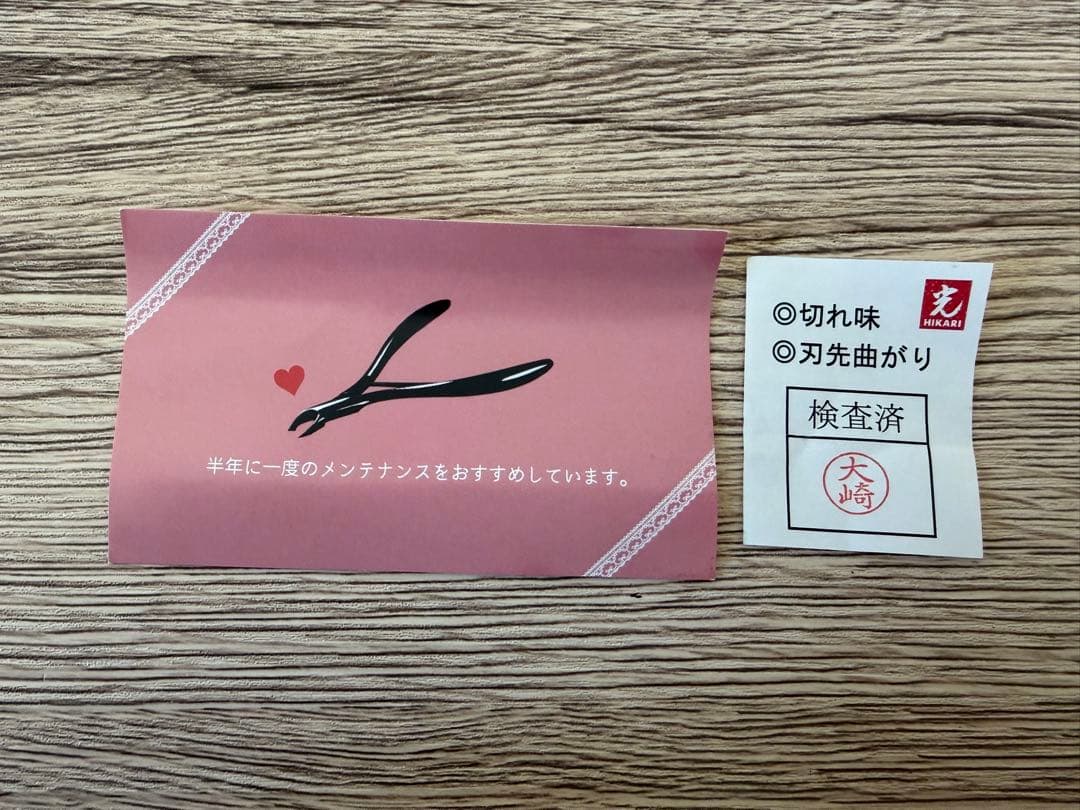 半年に一度のメンテナンスをおすすめしています。
光
HIKARI
◎切れ味
◎刃先曲がり
検査済
大崎